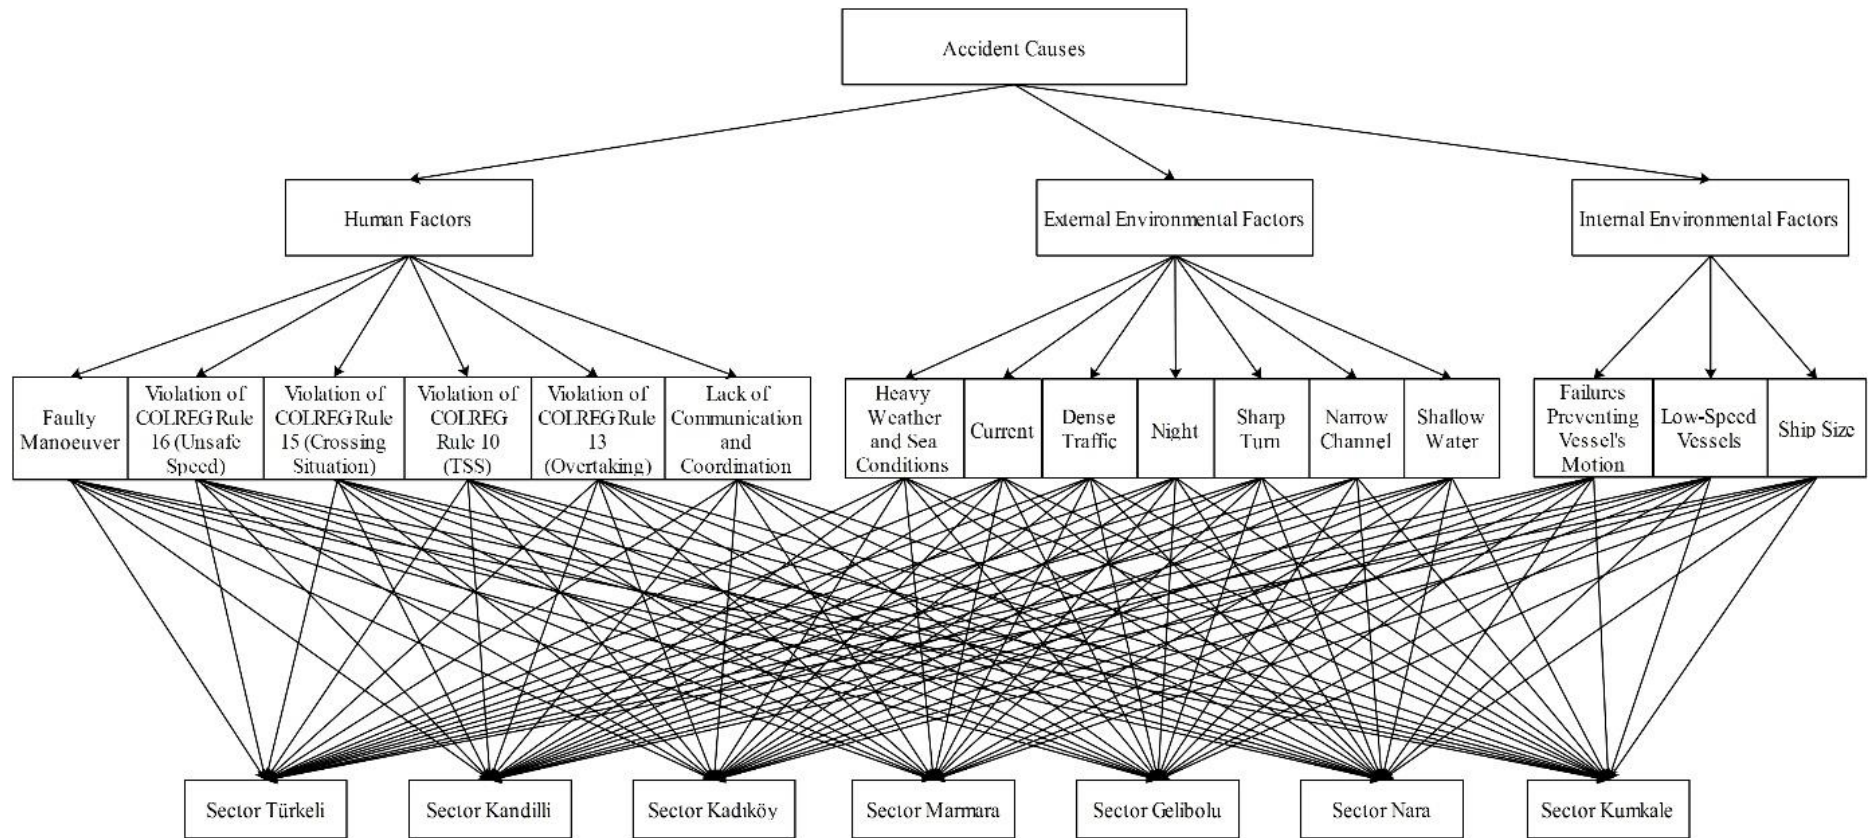 Accident Causes
Human Factors
External Environmental Factors
Internal Environmental Factors
Faulty
Manoeuver
Violation of
COLREG Rule
16 (Unsafe
Speed)
Violation of
COLREG Rule
15 (Crossing
Situation)
Violation of
COLREG
Rule 10
(TSS)
Violation of
COLREG Rule
13
(Overtaking)
Lack of
Communication
and
Coordination
Heavy
Weather
and Sea
Conditions
Current
Dense
Traffic
Night
Sharp
Turn
Narrow
Channel
Shallow
Water
Failures
Preventing
Vessel's
Motion
Low-Speed
Vessels
Ship Size
Sector Türkeli
Sector Kandilli
Sector Kadıköy
Sector Marmara
Sector Gelibolu
Sector Nara
Sector Kumkale